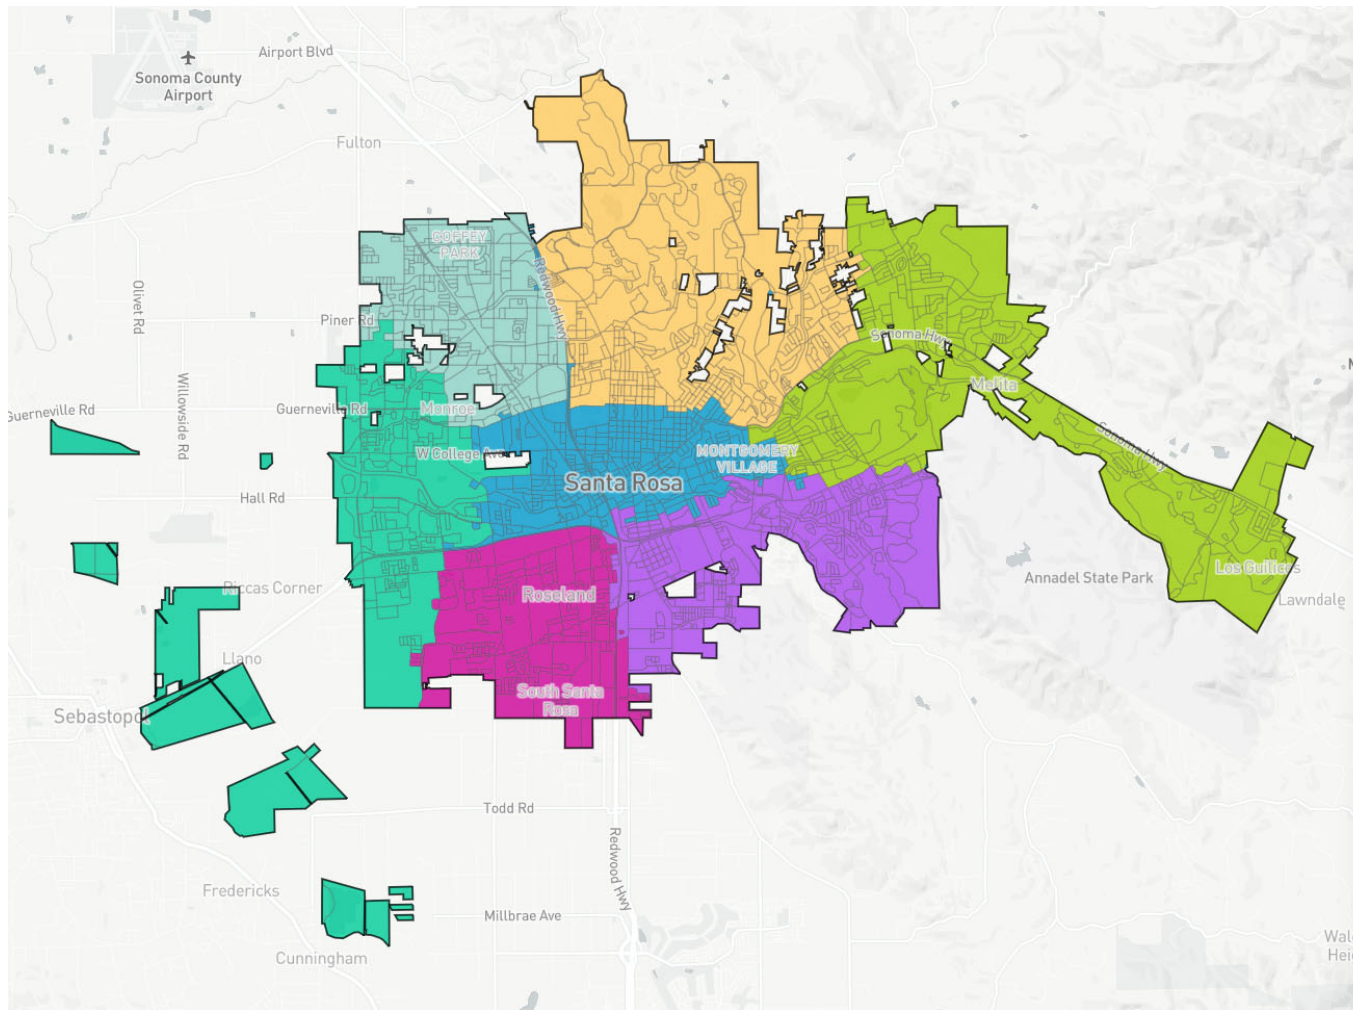 Airport Blvd
Sonoma County
Airport
Fulton
COFFEY
PARK
Redwood Hwy
Olivet Rd
Piner Rd
Sonoma Hwy
Willowside Rd
Melita
Guerneville Rd
Guerneville Rd
Monroe
Sonoma Hwy
W College Ave
MONTGOMERY
VILLAGE
Santa Rosa
Hall Rd
Los Guilicos
Annadel State Park
Riccas Corner
Roseland
Lawndale
Llano
South Santa
Rosa
Sebastopol
Todd Rd
Redwood Hwy
Fredericks
Millbrae Ave
Cunningham